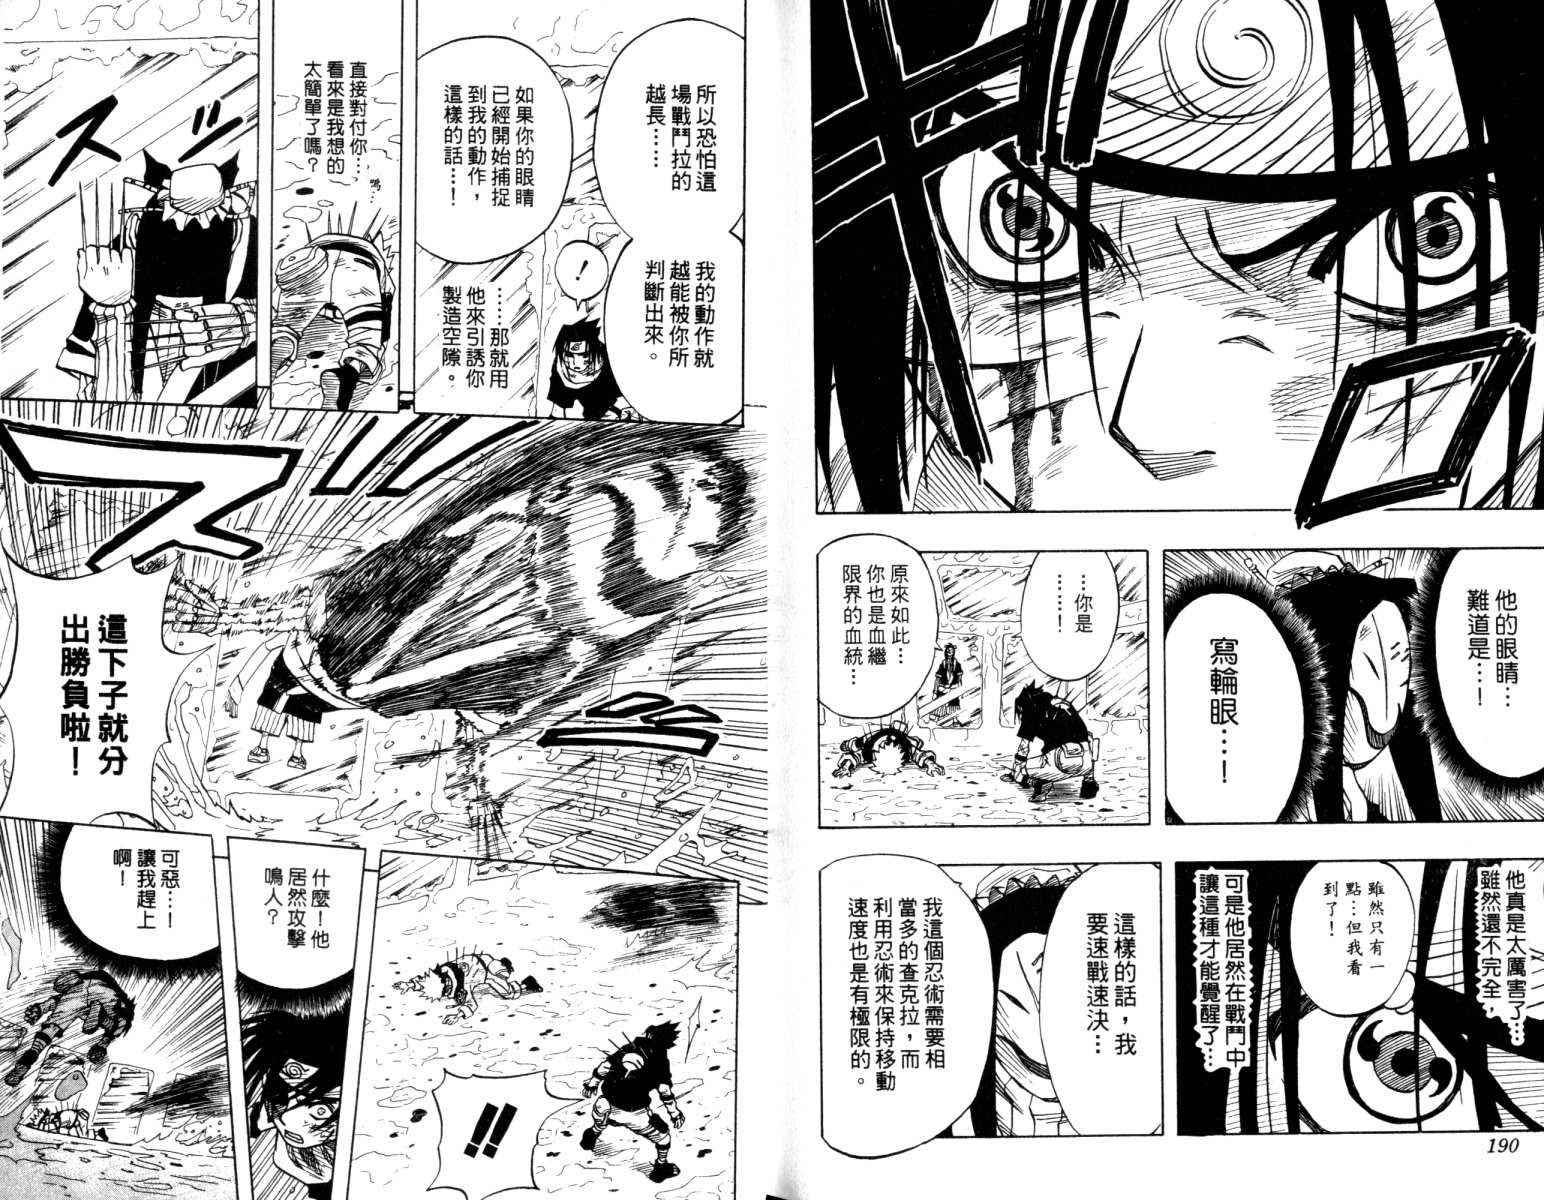 他的眼睛…
難道是…！
寫輪眼…！
…你是
……！
原來如此…
你也是血繼
限界的血統…
他真是太厲害了…
雖然還不完全，
雖然只有一
點…但我看
到了！
可是他居然在戰鬥中
讓這種才能覺醒了…
這樣的話，我
要速戰速決…
我這個忍術需要相
當多的查克拉，而
利用忍術來保持移動
速度也是有極限的。
190
所以恐怕這
場戰鬥拉的
越長……
我的動作就
越能被你所
判斷出來。
！
如果你的眼睛
已經開始捕捉
到我的動作，
這樣的話…！
……那就用
他來引誘你
製造空隙。
直接對付你…
看來是我想的
太簡單了嗎？
嗚…
スッ
ズ
這下子就分
出勝負啦！
!!
什麼！他
居然攻擊
鳴人？
可惡…！
讓我趕上
啊！